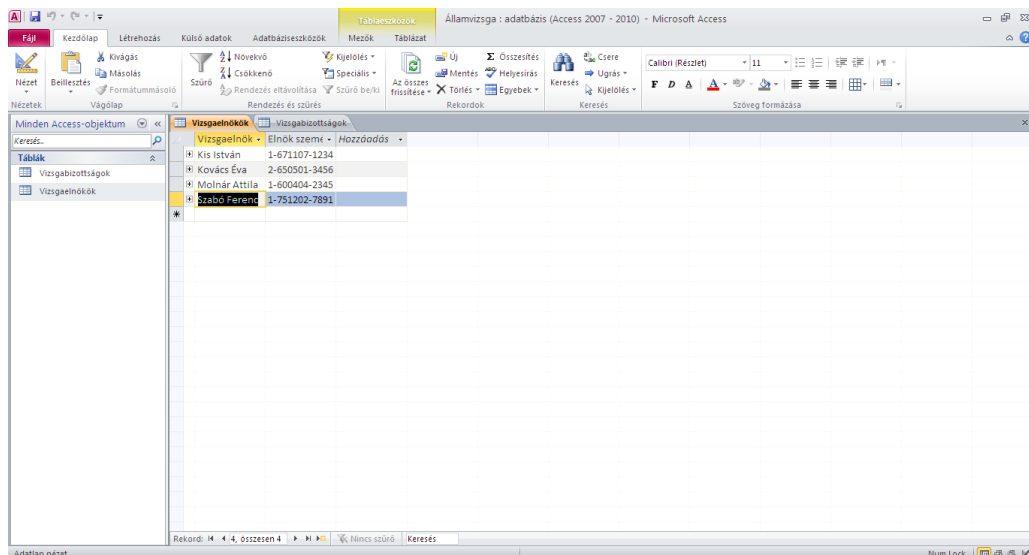 Táblaeszközök Államvizsga : adatbázis (Access 2007 - 2010) - Microsoft Access
Fájl Kezdőlap Létrehozás Külső adatok Adatbáziseszközök Mezők Táblázat
Nézet
Nézetek
Beillesztés
Kivágás
Másolás
Formátummásoló
Vágólap
Szűrő
Növekvő
Csökkenő
Rendezés eltávolítása
Kijelölés
Speciális
Szűrő be/ki
Rendezés és szűrés
Az összes
frissítése
Új
Mentés
Törlés
Összesítés
Helyesírás
Egyebek
Rekordok
Keresés
Csere
Ugrás
Kijelölés
Keresés
Calibri (Részlet) 11
F D A A
Szöveg formázása
Minden Access-objektum
Keresés..
Táblák
Vizsgabizottságok
Vizsgaelnökök
Vizsgaelnökök Vizsgabizottságok
Vizsgaelnök Elnök szemé Hozzáadás
Kis István 1-671107-1234
Kovács Éva 2-650501-3456
Molnár Attila 1-600404-2345
Szabó Ferenc 1-751202-7891
Rekord: 4, összesen 4 Nincs szűrő Keresés
Adatlap nézet Num Lock